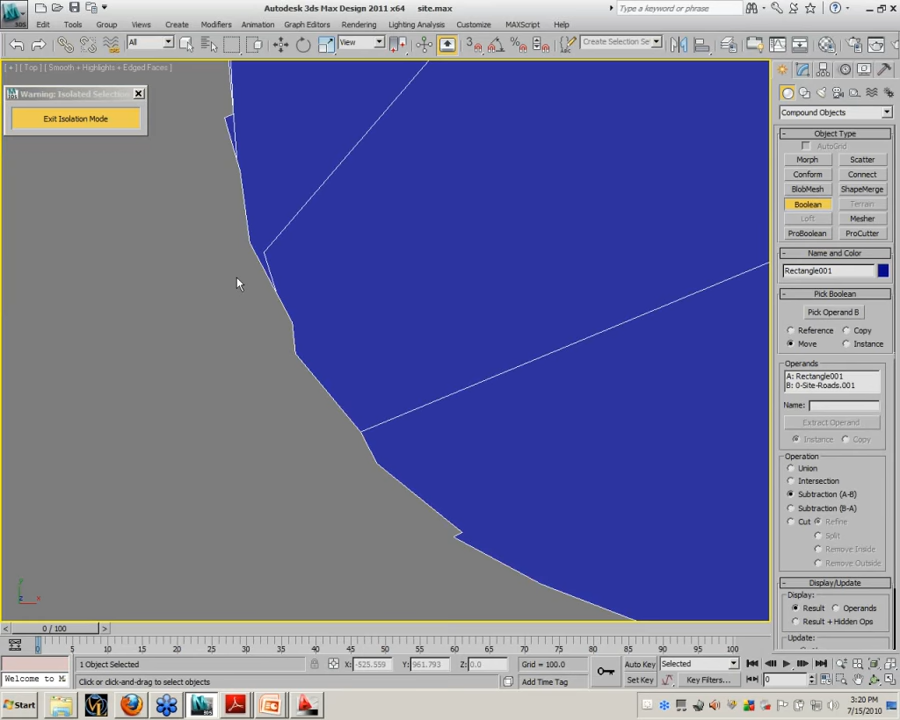 Autodesk 3ds Max Design 2011 x64 site.max
Type a keyword or phrase
Edit Tools Group Views Create Modifiers Animation Graph Editors Rendering Lighting Analysis Customize MAXScript Help
All View Create Selection Se
[ + ] [ Top ] [ Smooth + Highlights + Edged Faces ]
Warning: Isolated Selection
Exit Isolation Mode
Compound Objects
Object Type
AutoGrid
Morph Scatter
Conform Connect
BlobMesh ShapeMerge
Boolean Terrain
Loft Mesher
ProBoolean ProCutter
Name and Color
Rectangle001
Pick Boolean
Pick Operand B
Reference Copy
Move Instance
Operands
A: Rectangle001
B: 0-Site-Roads.001
Name:
Extract Operand
Instance Copy
Operation
Union
Intersection
Subtraction (A-B)
Subtraction (B-A)
Cut Refine
Split
Remove Inside
Remove Outside
Display/Update
Display:
Result Operands
Result + Hidden Ops
Update:
0 / 100
0 5 10 15 20 25 30 35 40 45 50 55 60 65 70 75 80 85 90 95 100
1 Object Selected X: -525.559 Y: 961.793 Z: 0.0 Grid = 100.0 Auto Key Selected
Welcome to M Click or click-and-drag to select objects Add Time Tag Set Key Key Filters... 0
Start 3:20 PM
7/15/2010